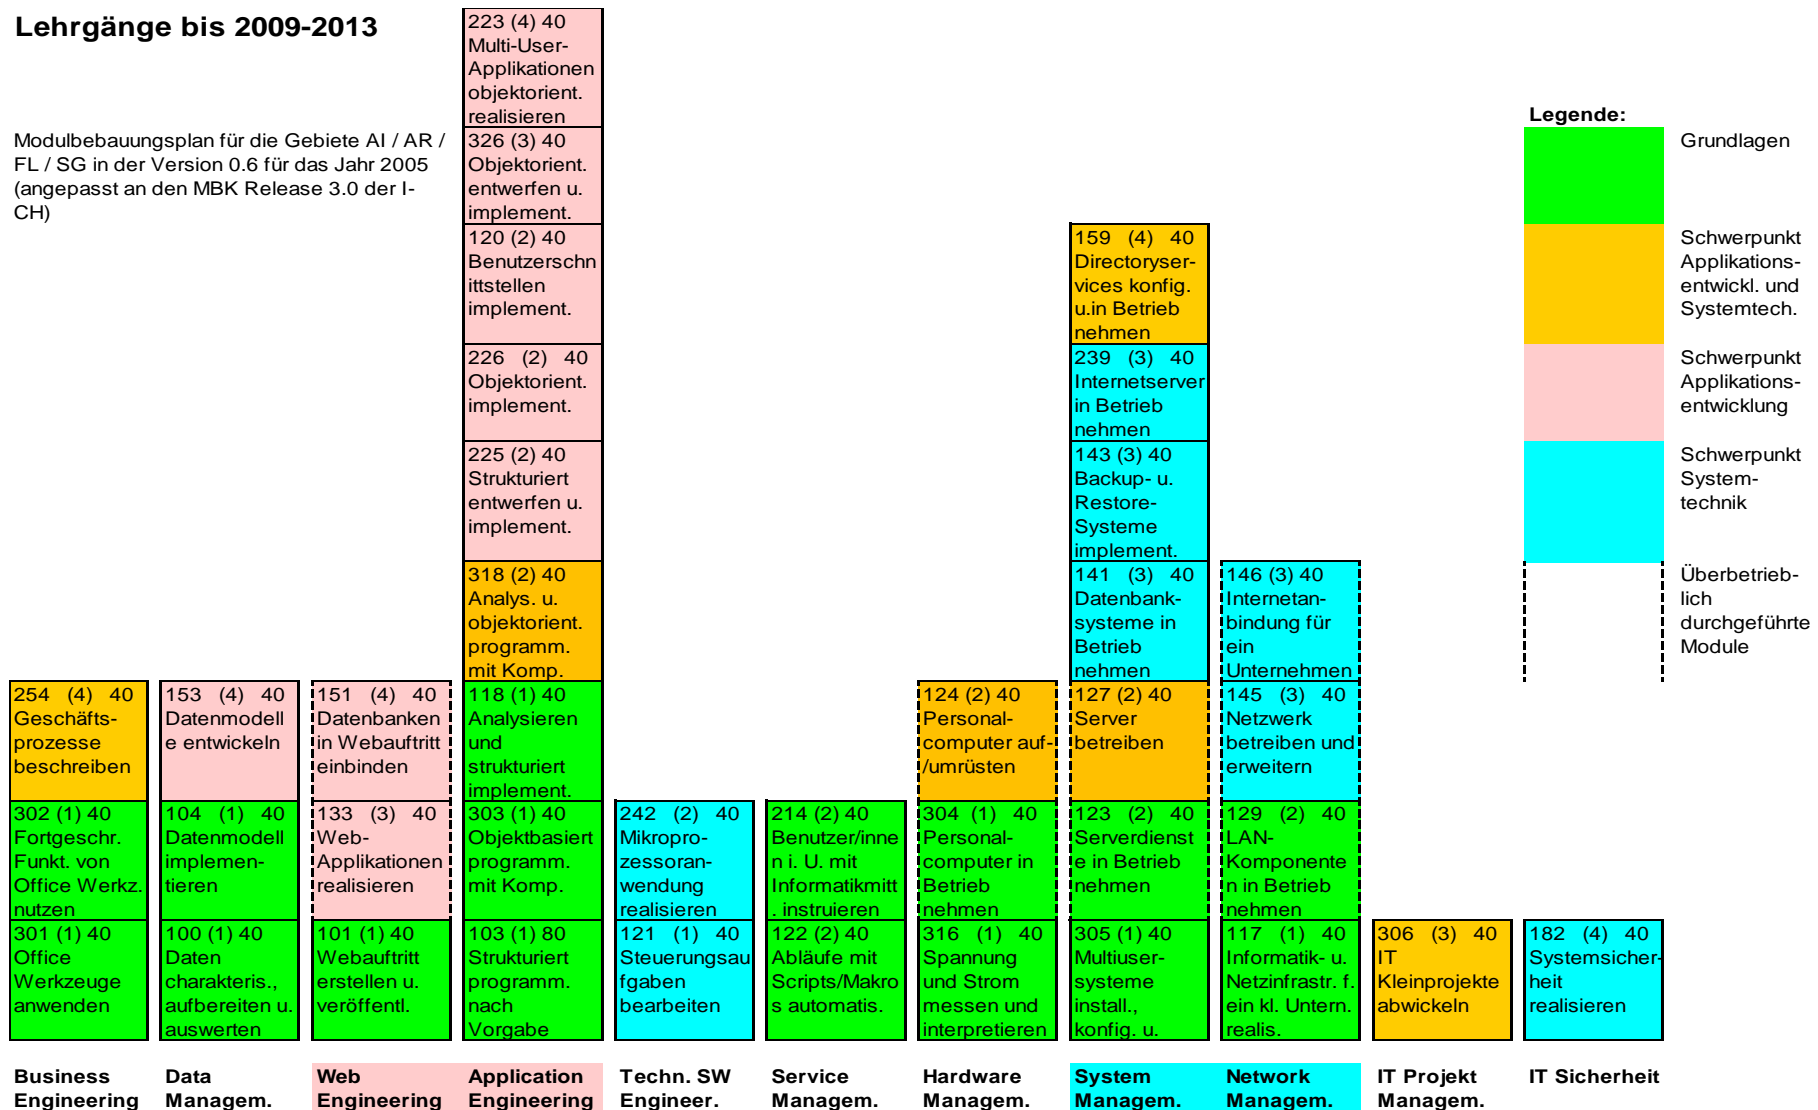 Lehrgänge bis 2009-2013
Modulbebauungsplan für die Gebiete AI / AR /
FL / SG in der Version 0.6 für das Jahr 2005
(angepasst an den MBK Release 3.0 der I-
CH)
223 (4) 40
Multi-User-
Applikationen
objektorient.
realisieren
326 (3) 40
Objektorient.
entwerfen u.
implement.
120 (2) 40
Benutzerschn
ittstellen
implement.
226 (2) 40
Objektorient.
implement.
225 (2) 40
Strukturiert
entwerfen u.
implement.
318 (2) 40
Analys. u.
objektorient.
programm.
mit Komp.
159 (4) 40
Directoryser-
vices konfig.
u.in Betrieb
nehmen
239 (3) 40
Internetserver
in Betrieb
nehmen
143 (3) 40
Backup- u.
Restore-
Systeme
implement.
141 (3) 40
Datenbank-
systeme in
Betrieb
nehmen
146 (3) 40
Internetan-
bindung für
ein
Unternehmen
Legende:
Grundlagen
Schwerpunkt
Applikations-
entwickl. und
Systemtech.
Schwerpunkt
Applikations-
entwicklung
Schwerpunkt
System-
technik
Überbetrieb-
lich
durchgeführte
Module
254 (4) 40
Geschäfts-
prozesse
beschreiben
153 (4) 40
Datenmodell
e entwickeln
151 (4) 40
Datenbanken
in Webauftritt
einbinden
118 (1) 40
Analysieren
und
strukturiert
implement.
124 (2) 40
Personal-
computer auf-
/umrüsten
127 (2) 40
Server
betreiben
145 (3) 40
Netzwerk
betreiben und
erweitern
302 (1) 40
Fortgeschr.
Funkt. von
Office Werkz.
nutzen
104 (1) 40
Datenmodell
implemen-
tieren
133 (3) 40
Web-
Applikationen
realisieren
303 (1) 40
Objektbasiert
programm.
mit Komp.
242 (2) 40
Mikropro-
zessoran-
wendung
realisieren
214 (2) 40
Benutzer/inne
n i. U. mit
Informatikmitt
. instruieren
304 (1) 40
Personal-
computer in
Betrieb
nehmen
123 (2) 40
Serverdienst
e in Betrieb
nehmen
129 (2) 40
LAN-
Komponente
n in Betrieb
nehmen
301 (1) 40
Office
Werkzeuge
anwenden
100 (1) 40
Daten
charakteris.,
aufbereiten u.
auswerten
101 (1) 40
Webauftritt
erstellen u.
veröffentl.
103 (1) 80
Strukturiert
programm.
nach
Vorgabe
121 (1) 40
Steuerungsau
fgaben
bearbeiten
122 (2) 40
Abläufe mit
Scripts/Makro
s automatis.
316 (1) 40
Spannung
und Strom
messen und
interpretieren
305 (1) 40
Multiuser-
systeme
install.,
konfig. u.
117 (1) 40
Informatik- u.
Netzinfrastr. f.
ein kl. Untern.
realis.
306 (3) 40
IT
Kleinprojekte
abwickeln
182 (4) 40
Systemsicher-
heit
realisieren
Business
Engineering
Data
Managem.
Web
Engineering
Application
Engineering
Techn. SW
Engineer.
Service
Managem.
Hardware
Managem.
System
Managem.
Network
Managem.
IT Projekt
Managem.
IT Sicherheit